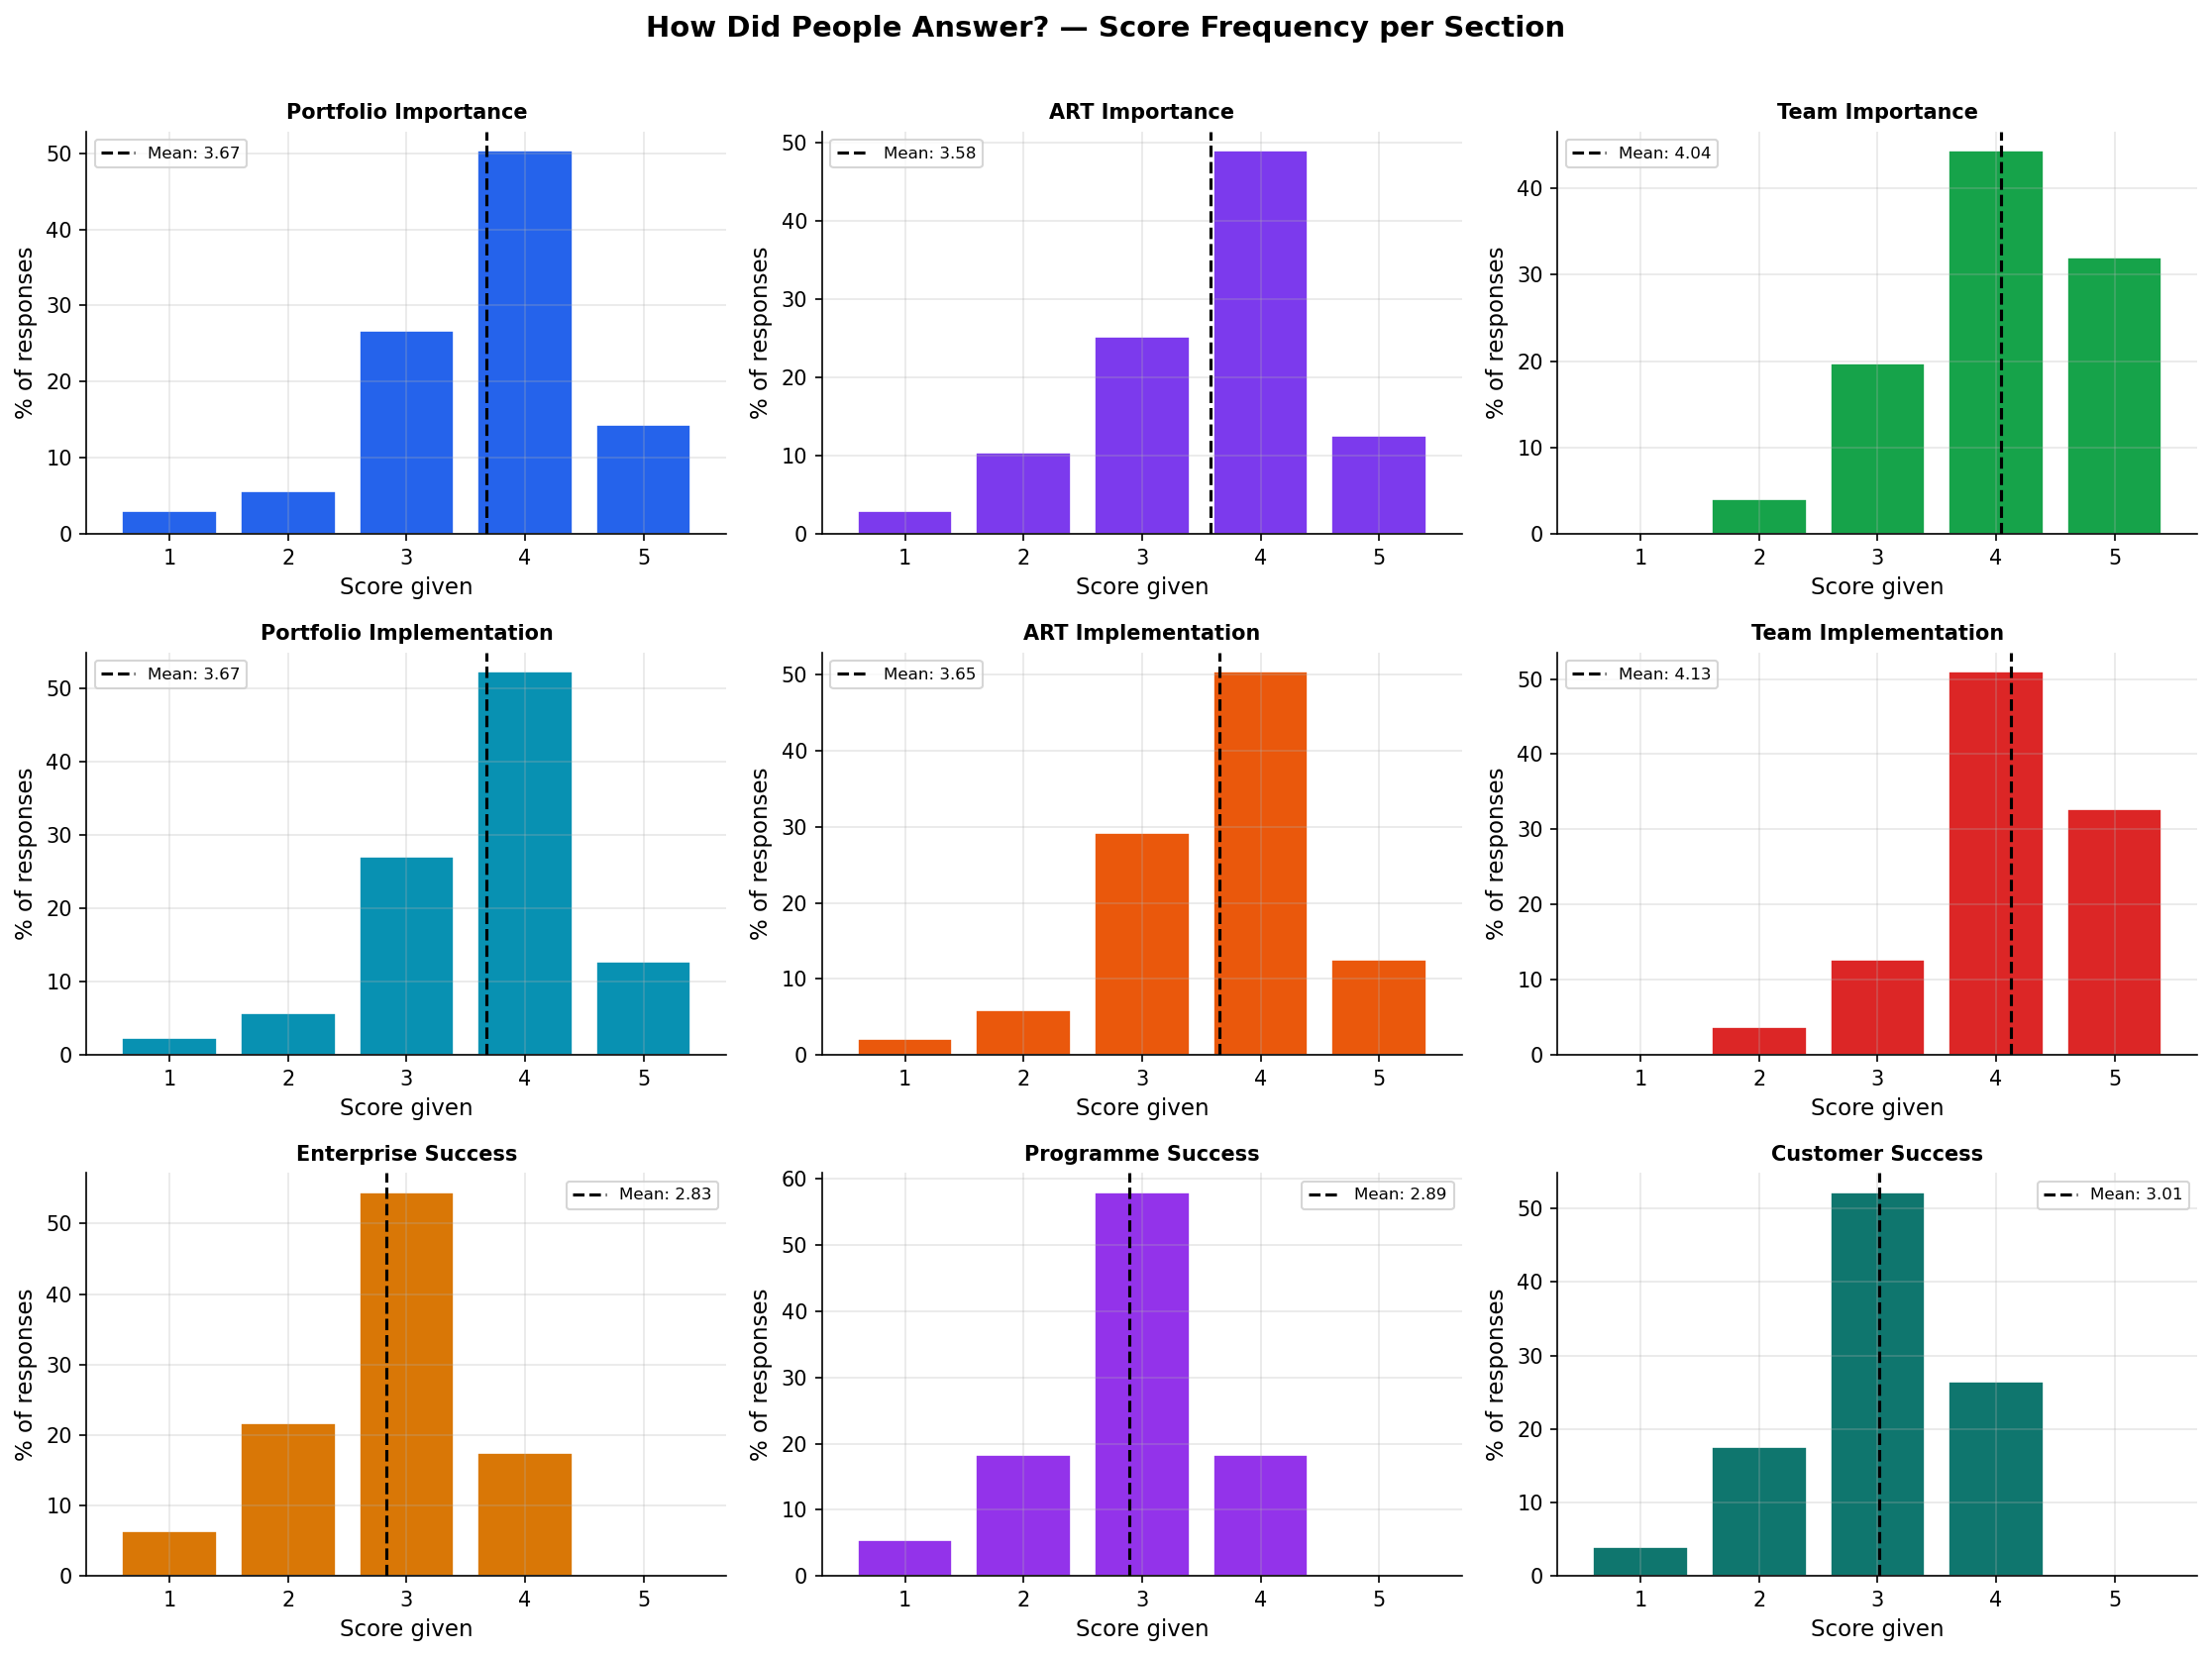 How Did People Answer? — Score Frequency per Section
Portfolio Importance
Mean: 3.67
% of responses
50
40
30
20
10
0
1 2 3 4 5
Score given
ART Importance
Mean: 3.58
% of responses
50
40
30
20
10
0
1 2 3 4 5
Score given
Team Importance
Mean: 4.04
% of responses
40
30
20
10
0
1 2 3 4 5
Score given
Portfolio Implementation
Mean: 3.67
% of responses
50
40
30
20
10
0
1 2 3 4 5
Score given
ART Implementation
Mean: 3.65
% of responses
50
40
30
20
10
0
1 2 3 4 5
Score given
Team Implementation
Mean: 4.13
% of responses
50
40
30
20
10
0
1 2 3 4 5
Score given
Enterprise Success
Mean: 2.83
% of responses
50
40
30
20
10
0
1 2 3 4 5
Score given
Programme Success
Mean: 2.89
% of responses
60
50
40
30
20
10
0
1 2 3 4 5
Score given
Customer Success
Mean: 3.01
% of responses
50
40
30
20
10
0
1 2 3 4 5
Score given